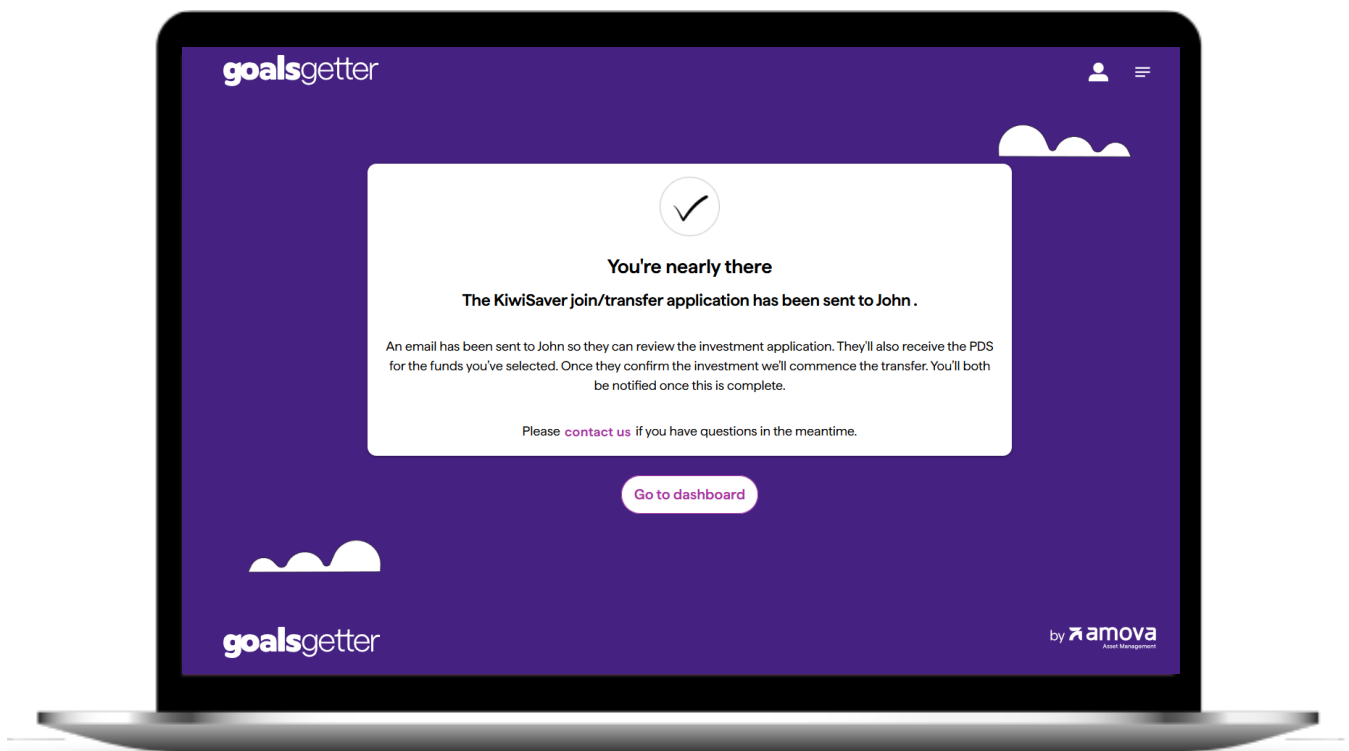 goalsgetter
You're nearly there
The KiwiSaver join/transfer application has been sent to John .
An email has been sent to John so they can review the investment application. They'll also receive the PDS
for the funds you've selected. Once they confirm the investment we'll commence the transfer. You'll both
be notified once this is complete.
Please contact us if you have questions in the meantime.
Go to dashboard
goalsgetter
by amova
Asset Management